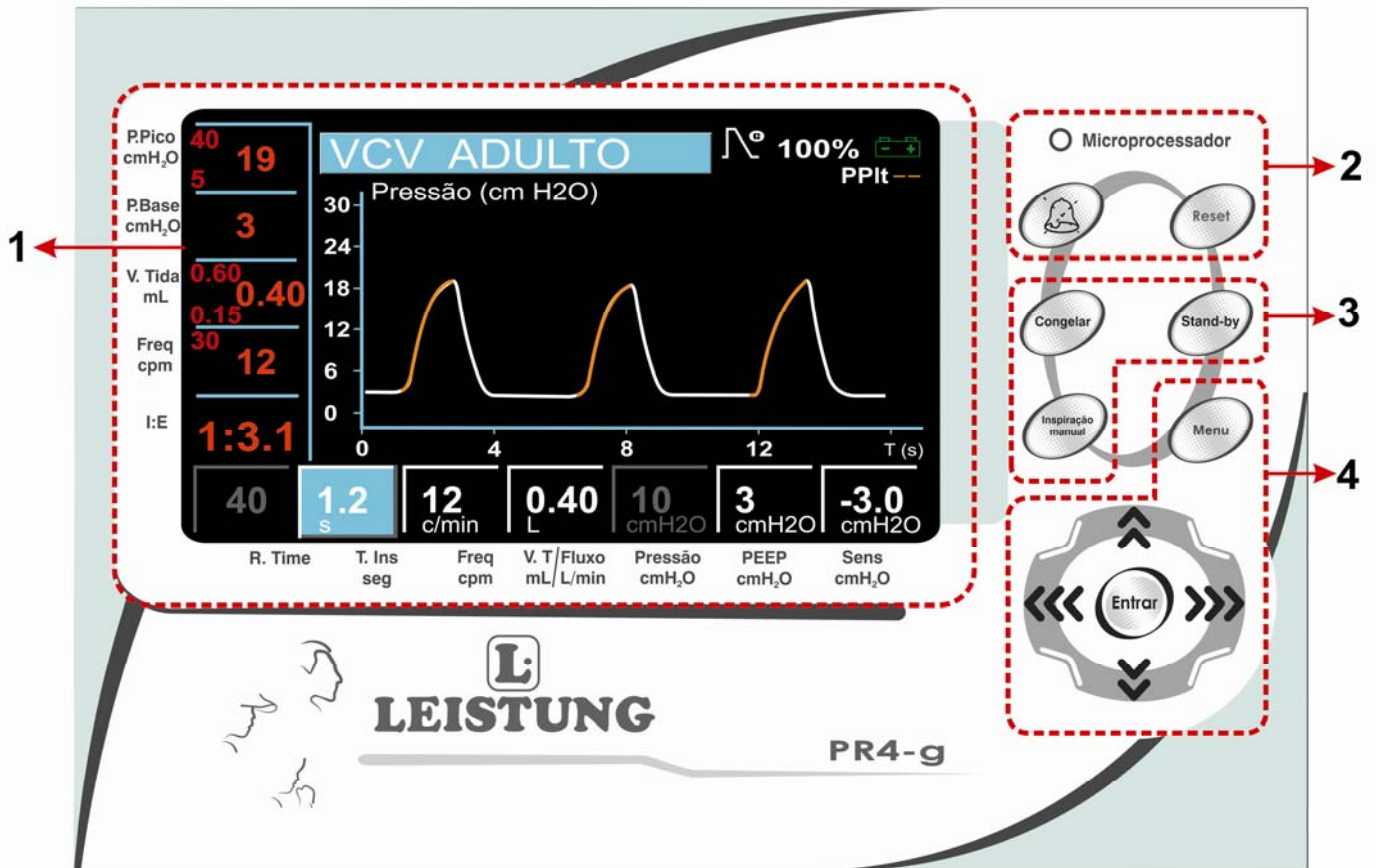 1
P.Pico
cmH2O
40
19
5
P.Base
cmH2O
3
V. Tida
mL
0.60
0.40
0.15
Freq
cpm
30
12
I:E
1:3.1
VCV ADULTO
C
100%
- +
PPlt --
Pressão (cm H2O)
30
24
18
12
6
0
0 4 8 12 T (s)
40
1.2
s
12
c/min
0.40
L
10
cmH2O
3
cmH2O
-3.0
cmH2O
R. Time
T. Ins
seg
Freq
cpm
V. T/Fluxo
mL/L/min
Pressão
cmH2O
PEEP
cmH2O
Sens
cmH2O
Microprocessador
Reset
2
Congelar
Stand-by
3
Inspiração
manual
Menu
4
Entrar
L
LEISTUNG
PR4-g